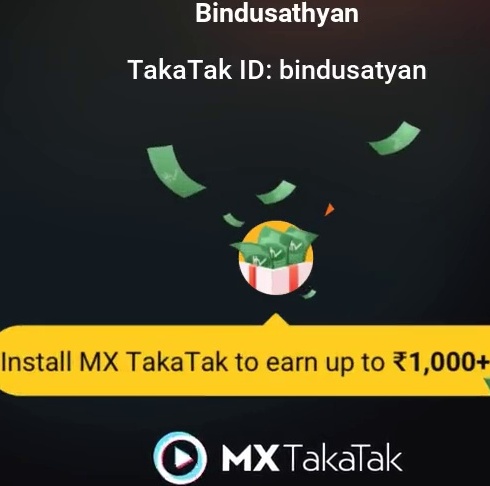 Bindusathyan
TakaTak ID: bindusatyan
Install MX TakaTak to earn up to ₹1,000+
MX TakaTak